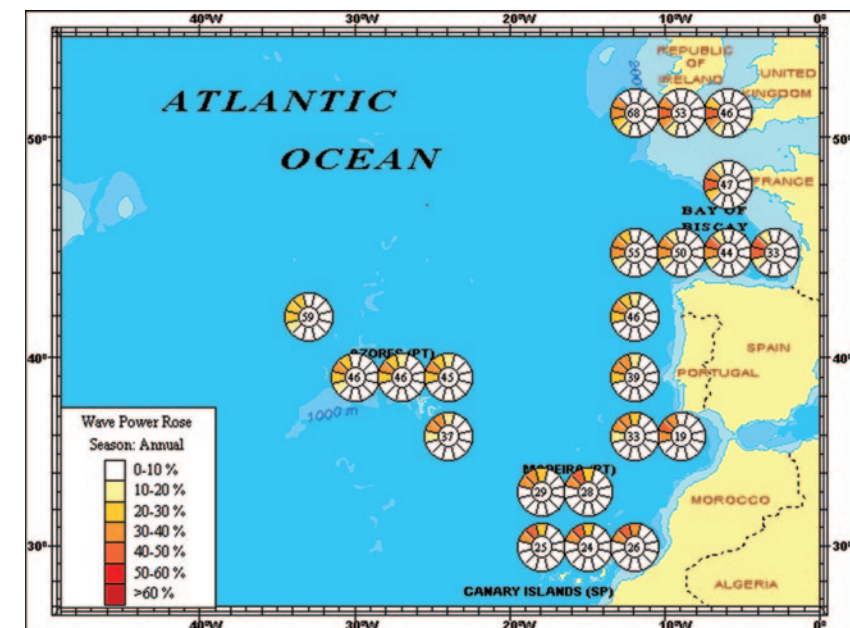 40°W 30°W 20°W 10°W 0°
REPUBLIC
OF
IRELAND
UNITED
KINGDOM
200
ATLANTIC
OCEAN
50° 50°
68 53 46
47
FRANCE
BAY OF
BISCAY
55 50 44 33
59
46
40° 40°
AZORES (PT)
SPAIN
PORTUGAL
46 46 45
39
1000 m
37
33 19
MADEIRA (PT)
29 28
MOROCCO
30° 30°
25 24 26
CANARY ISLANDS (SP)
ALGERIA
Wave Power Rose
Season: Annual
0-10 %
10-20 %
20-30 %
30-40 %
40-50 %
50-60 %
>60 %
40°W 30°W 20°W 10°W 0°